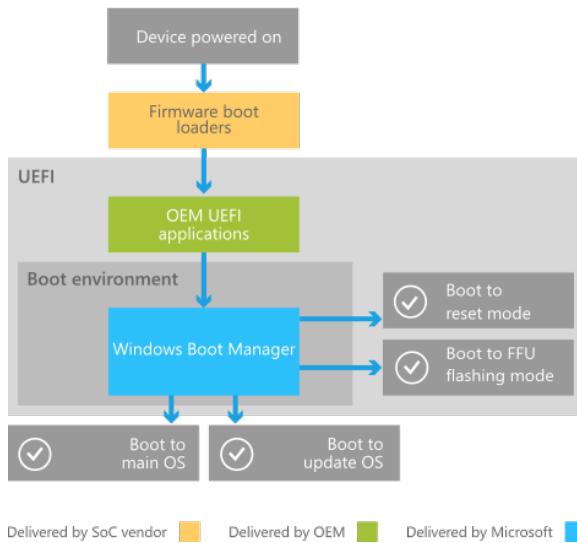 Device powered on
Firmware boot
loaders
UEFI
OEM UEFI
applications
Boot environment
Windows Boot Manager
Boot to
reset mode
Boot to FFU
flashing mode
Boot to
main OS
Boot to
update OS
Delivered by SoC vendor
Delivered by OEM
Delivered by Microsoft